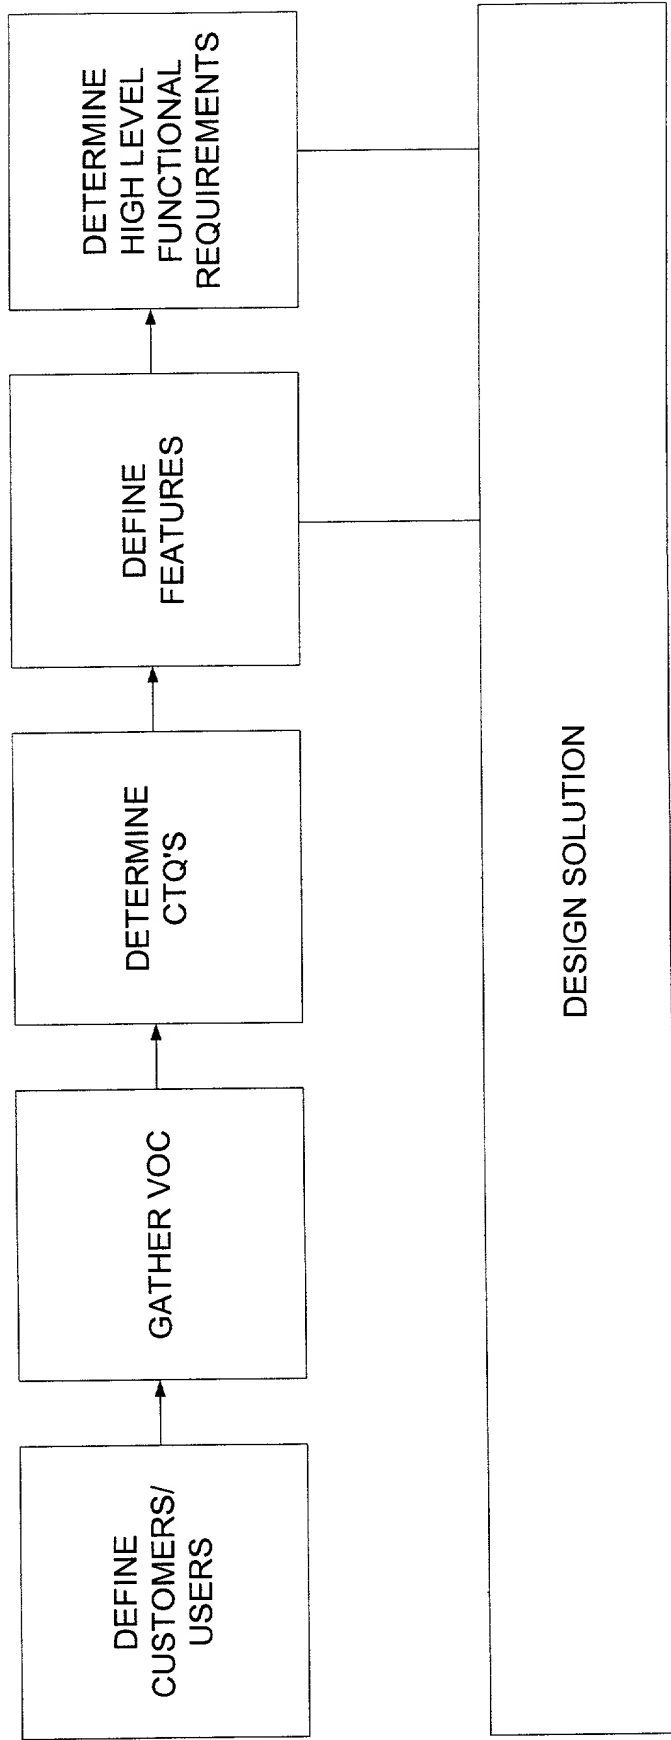 DEFINE
CUSTOMERS/
USERS
GATHER VOC
DETERMINE
CTQ'S
DEFINE
FEATURES
DETERMINE
HIGH LEVEL
FUNCTIONAL
REQUIREMENTS
DESIGN SOLUTION